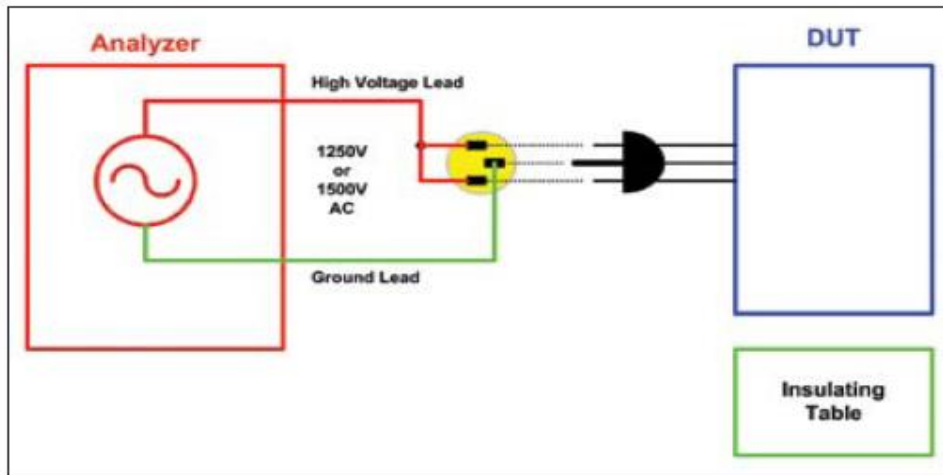 Analyzer
DUT
High Voltage Lead
1250V
or
1500V
AC
Ground Lead
Insulating
Table